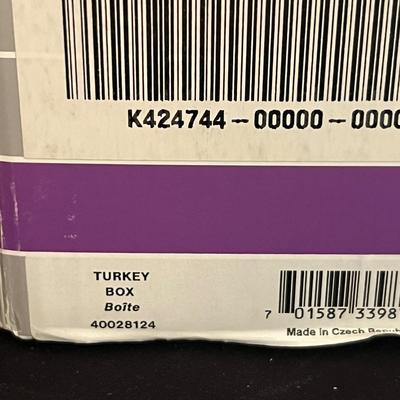 K424744-00000-0000
TURKEY
BOX
Boîte
40028124
7 01587 3398
Made in Czech